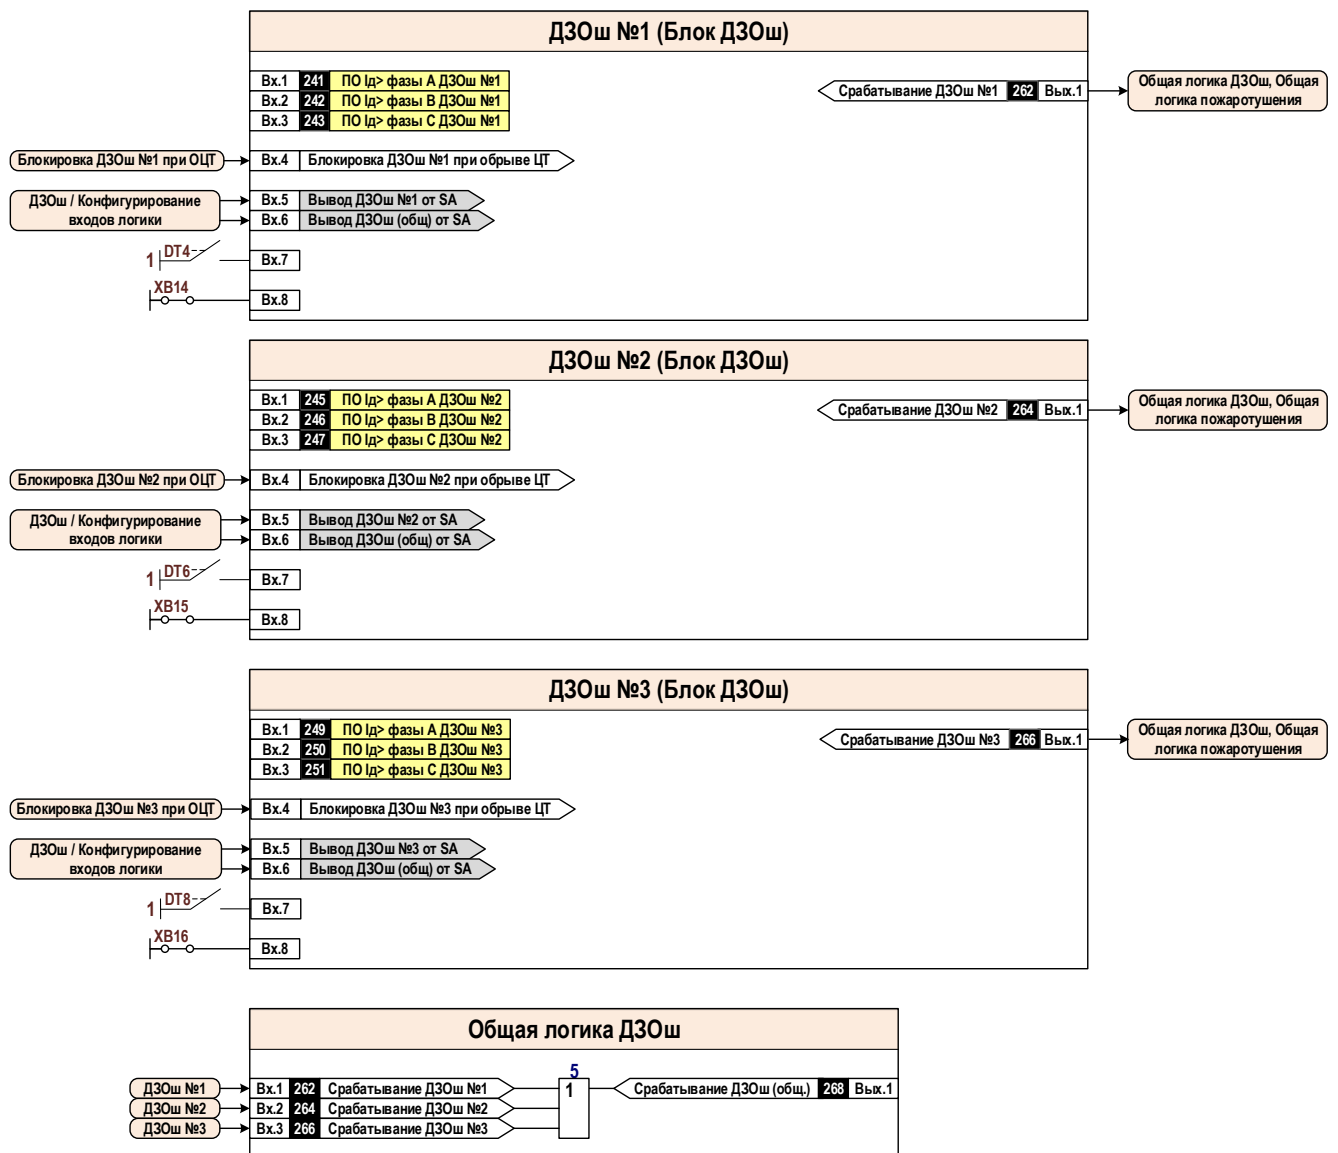 ДЗОш №1 (Блок ДЗОш)
Вх.1 241 ПО Iд> фазы А ДЗОш №1
Вх.2 242 ПО Iд> фазы В ДЗОш №1
Вх.3 243 ПО Iд> фазы С ДЗОш №1
Срабатывание ДЗОш №1 262 Вых.1
Общая логика ДЗОш, Общая
логика пожаротушения
Блокировка ДЗОш №1 при ОЦТ
Вх.4 Блокировка ДЗОш №1 при обрыве ЦТ
ДЗОш / Конфигурирование
входов логики
Вх.5 Вывод ДЗОш №1 от SA
Вх.6 Вывод ДЗОш (общ) от SA
1 DT4 Вх.7
XB14 Вх.8
ДЗОш №2 (Блок ДЗОш)
Вх.1 245 ПО Iд> фазы А ДЗОш №2
Вх.2 246 ПО Iд> фазы В ДЗОш №2
Вх.3 247 ПО Iд> фазы С ДЗОш №2
Срабатывание ДЗОш №2 264 Вых.1
Общая логика ДЗОш, Общая
логика пожаротушения
Блокировка ДЗОш №2 при ОЦТ
Вх.4 Блокировка ДЗОш №2 при обрыве ЦТ
ДЗОш / Конфигурирование
входов логики
Вх.5 Вывод ДЗОш №2 от SA
Вх.6 Вывод ДЗОш (общ) от SA
1 DT6 Вх.7
XB15 Вх.8
ДЗОш №3 (Блок ДЗОш)
Вх.1 249 ПО Iд> фазы А ДЗОш №3
Вх.2 250 ПО Iд> фазы В ДЗОш №3
Вх.3 251 ПО Iд> фазы С ДЗОш №3
Срабатывание ДЗОш №3 266 Вых.1
Общая логика ДЗОш, Общая
логика пожаротушения
Блокировка ДЗОш №3 при ОЦТ
Вх.4 Блокировка ДЗОш №3 при обрыве ЦТ
ДЗОш / Конфигурирование
входов логики
Вх.5 Вывод ДЗОш №3 от SA
Вх.6 Вывод ДЗОш (общ) от SA
1 DT8 Вх.7
XB16 Вх.8
Общая логика ДЗОш
5
ДЗОш №1 Вх.1 262 Срабатывание ДЗОш №1 1 Срабатывание ДЗОш (общ.) 268 Вых.1
ДЗОш №2 Вх.2 264 Срабатывание ДЗОш №2
ДЗОш №3 Вх.3 266 Срабатывание ДЗОш №3